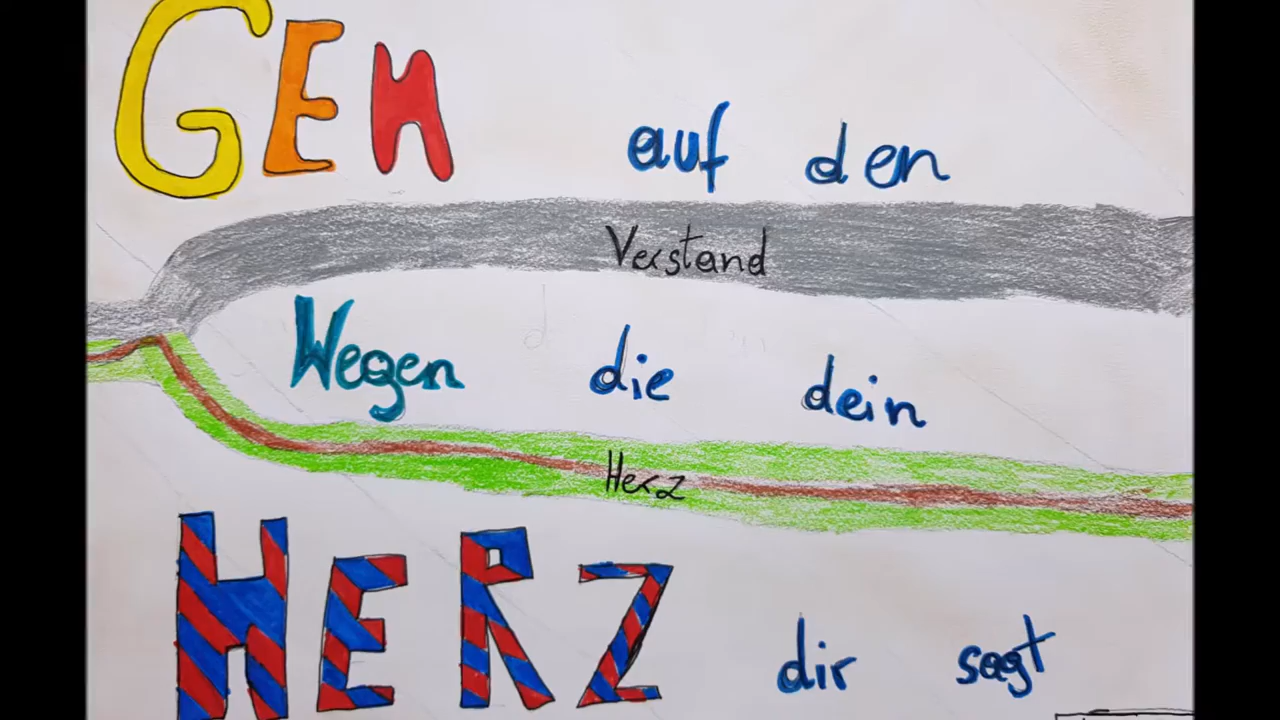 GEH auf den
Verstand
Wegen die dein
Herz
HERZ dir sagt